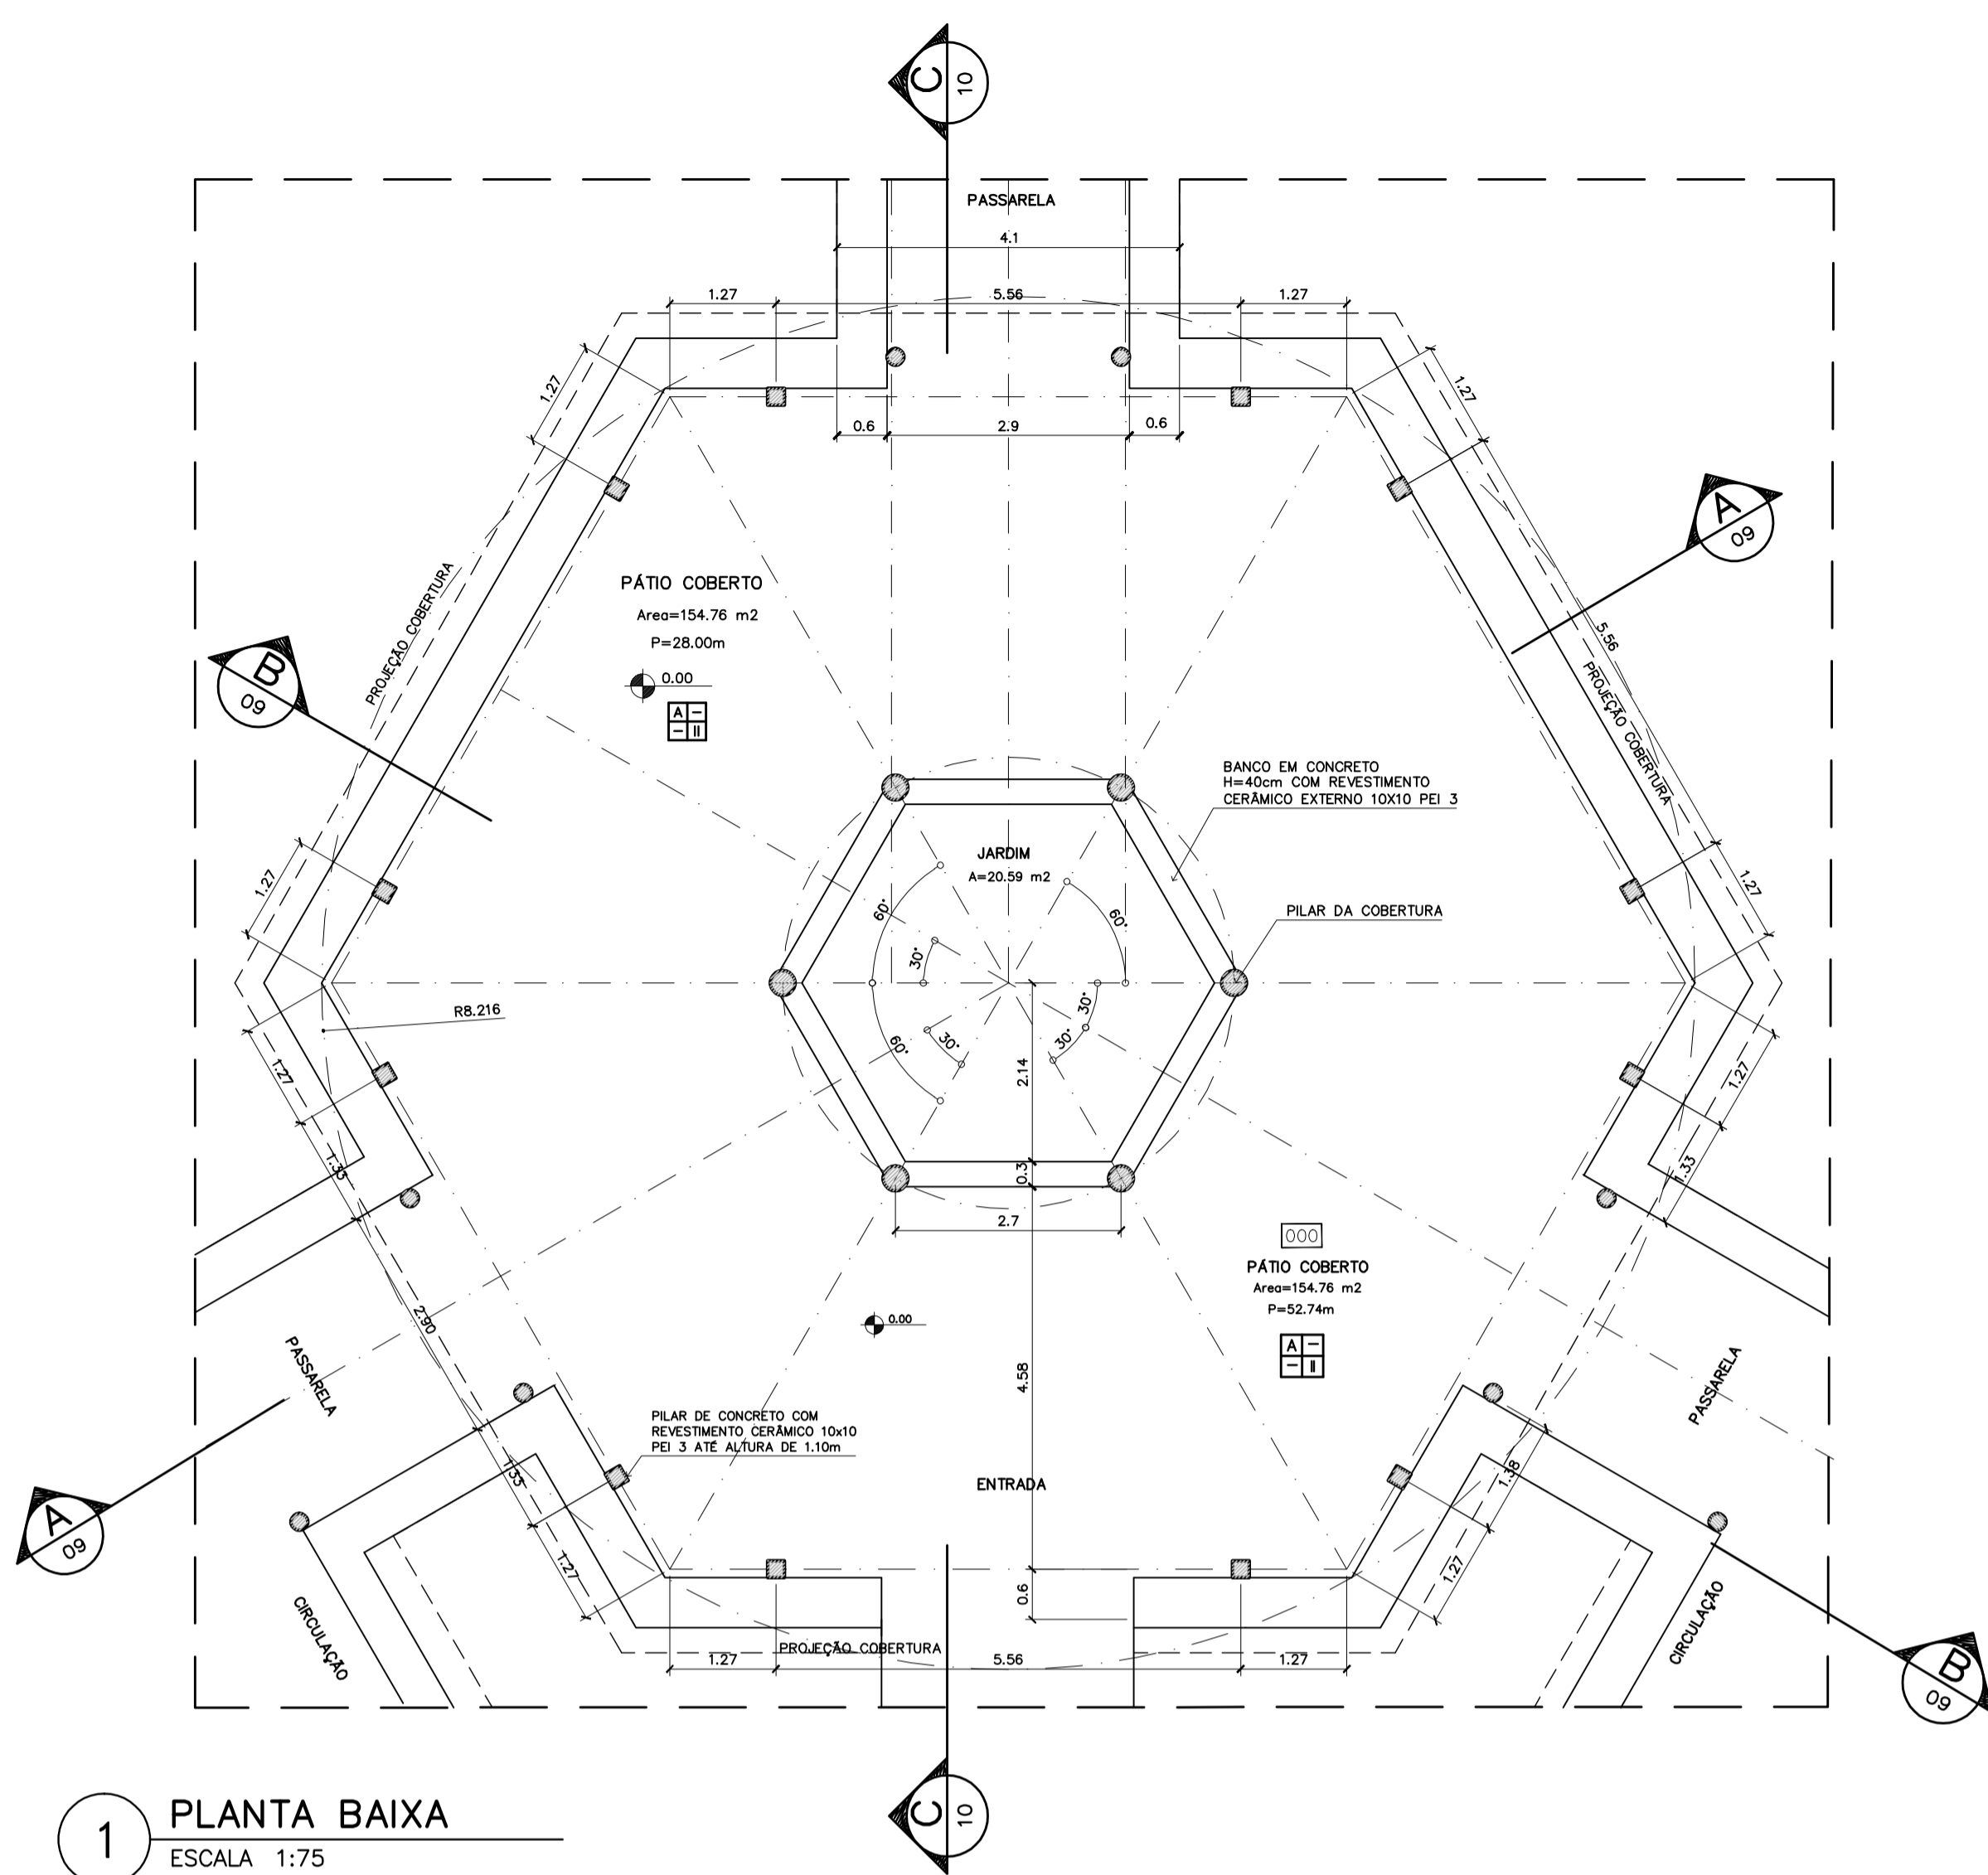 C
10
PASSARELA
4.1
1.27
5.56
1.27
1.27
1.27
0.6
2.9
0.6
A
09
PÁTIO COBERTO
Area=154.76 m2
P=28.00m
0.00
A –
– II
PROJEÇÃO COBERTURA
B
09
5.56
PROJEÇÃO COBERTURA
BANCO EM CONCRETO
H=40cm COM REVESTIMENTO
CERÂMICO EXTERNO 10X10 PEI 3
JARDIM
A=20.59 m2
PILAR DA COBERTURA
1.27
1.27
60°
60°
30°
30°
R8.216
60°
30°
30°
2.14
1.27
1.27
1.33
1.33
0.3
2.7
000
PÁTIO COBERTO
Area=154.76 m2
P=52.74m
A –
– II
0.00
2.90
PASSARELA
PASSARELA
4.58
PILAR DE CONCRETO COM
REVESTIMENTO CERÂMICO 10x10
PEI 3 ATÉ ALTURA DE 1.10m
ENTRADA
1.33
1.38
A
09
1.27
1.27
0.6
CIRCULAÇÃO
CIRCULAÇÃO
PROJEÇÃO COBERTURA
1.27
5.56
1.27
B
09
C
10
1
PLANTA BAIXA
ESCALA 1:75